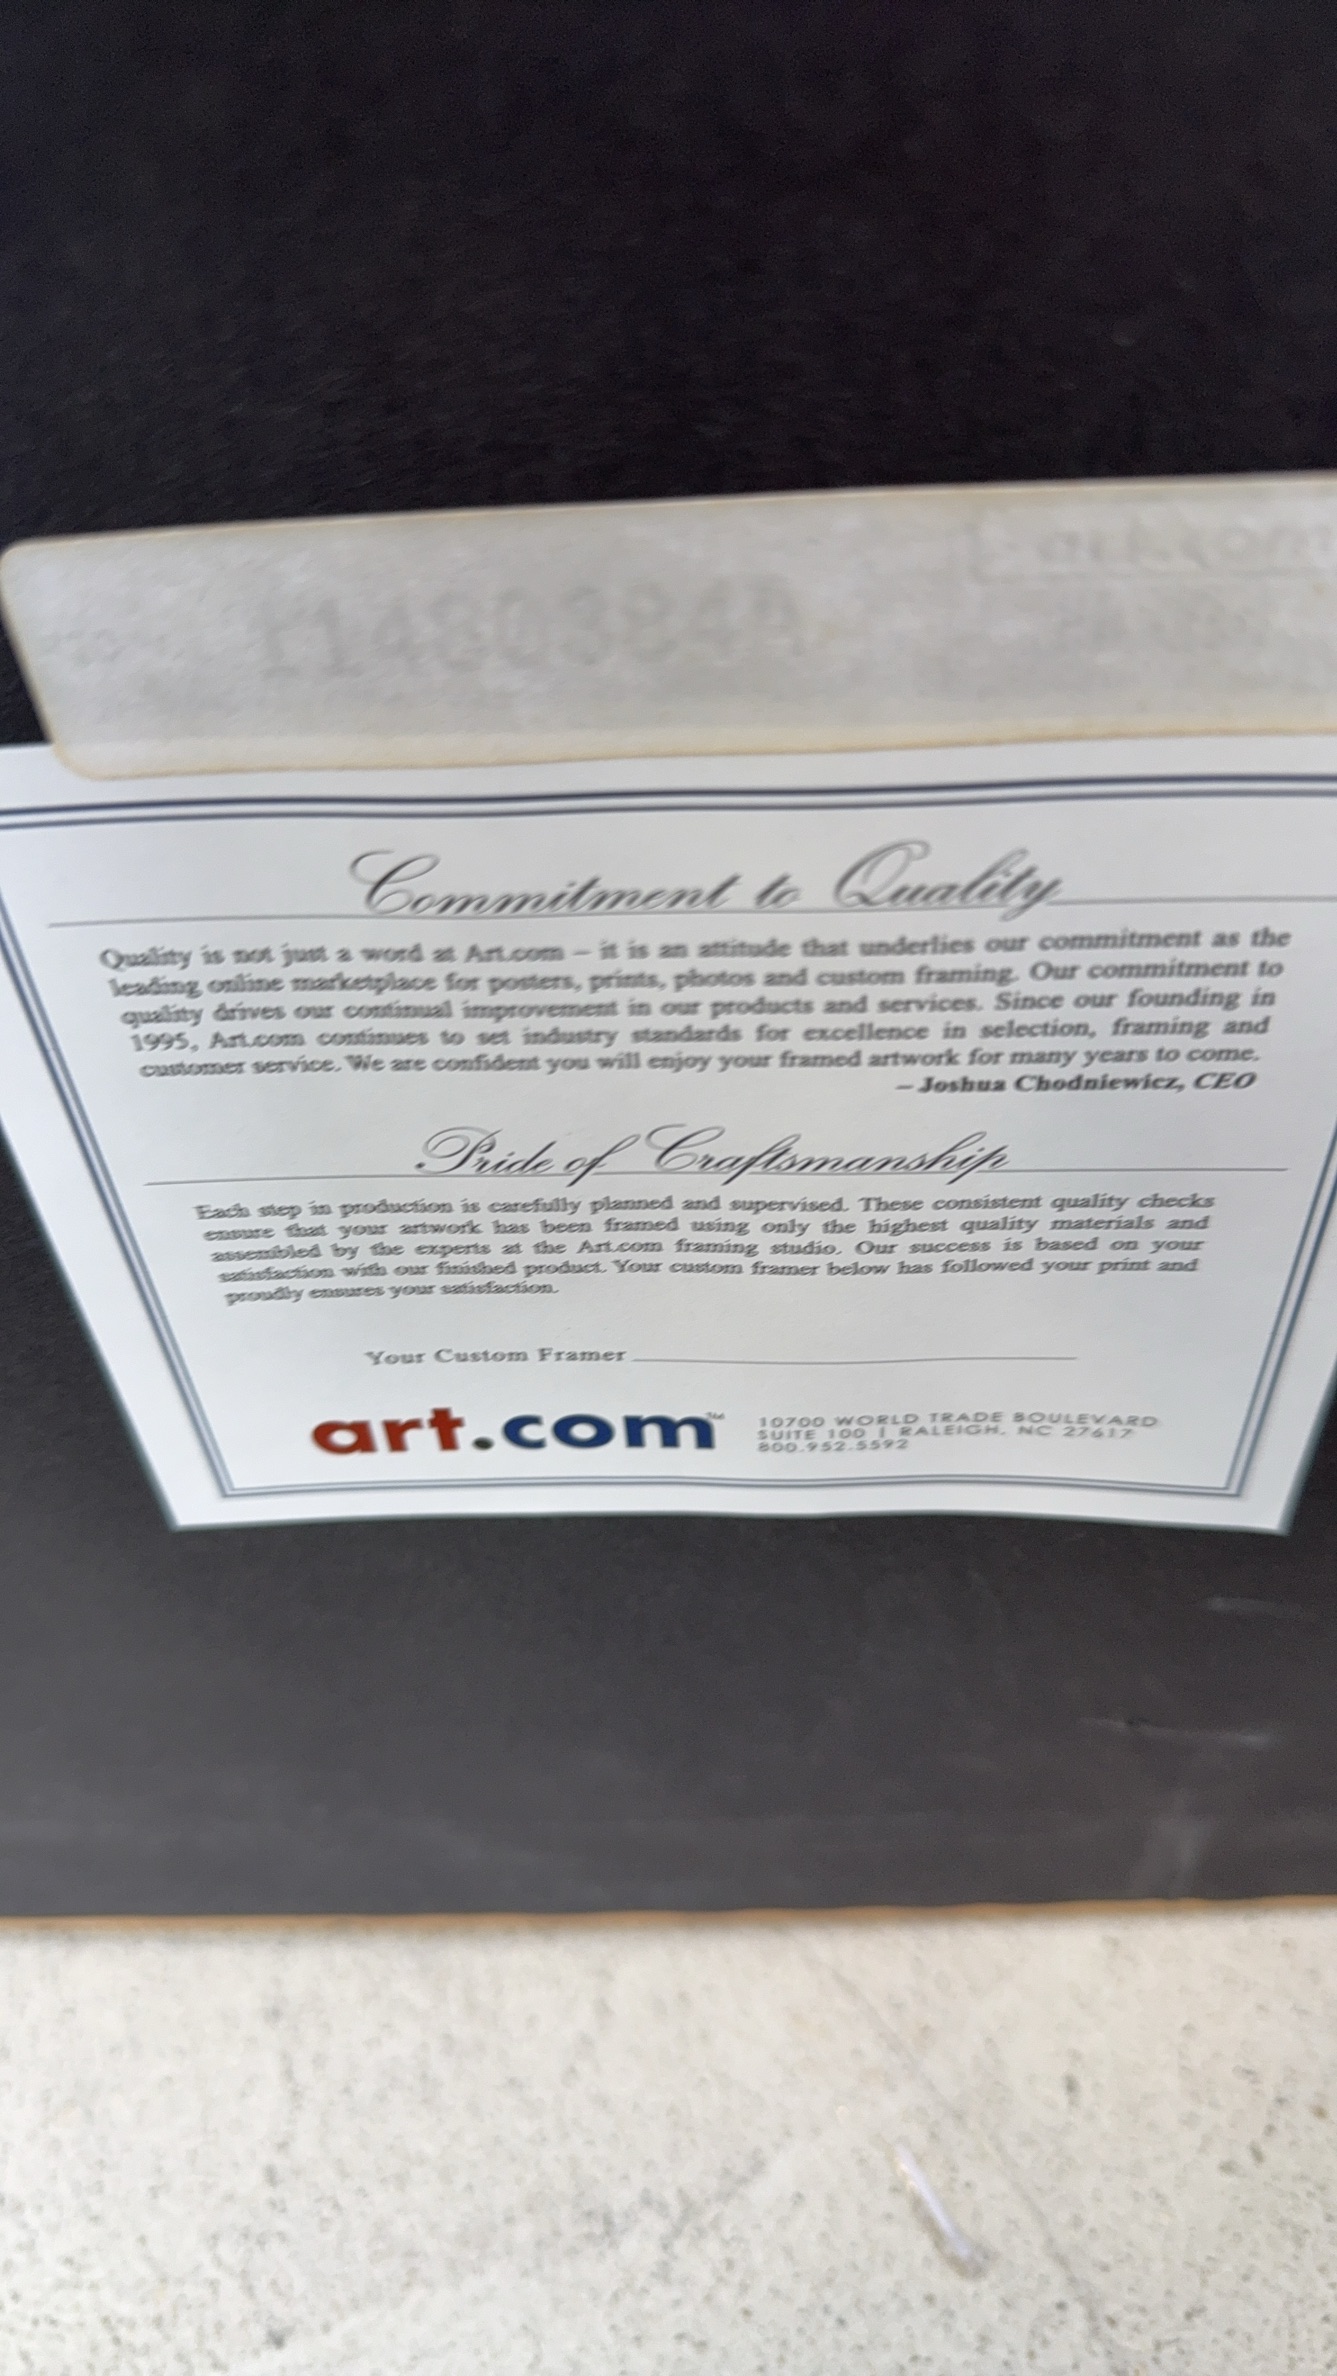 Commitment to Quality
Quality is not just a word at Art.com – it is an attitude that underlies our commitment as the
leading online marketplace for posters, prints, photos and custom framing. Our commitment to
quality drives our continual improvement in our products and services. Since our founding in
1995, Art.com continues to set industry standards for excellence in selection, framing and
customer service. We are confident you will enjoy your framed artwork for many years to come.
– Joshua Chodniewicz, CEO
Pride of Craftsmanship
Each step in production is carefully planned and supervised. These consistent quality checks
ensure that your artwork has been framed using only the highest quality materials and
assembled by the experts at the Art.com framing studio. Our success is based on your
satisfaction with our finished product. Your custom framer below has followed your print and
proudly ensures your satisfaction.
Your Custom Framer
art.com™
10700 WORLD TRADE BOULEVARD
SUITE 100 | RALEIGH, NC 27617
800.952.5592